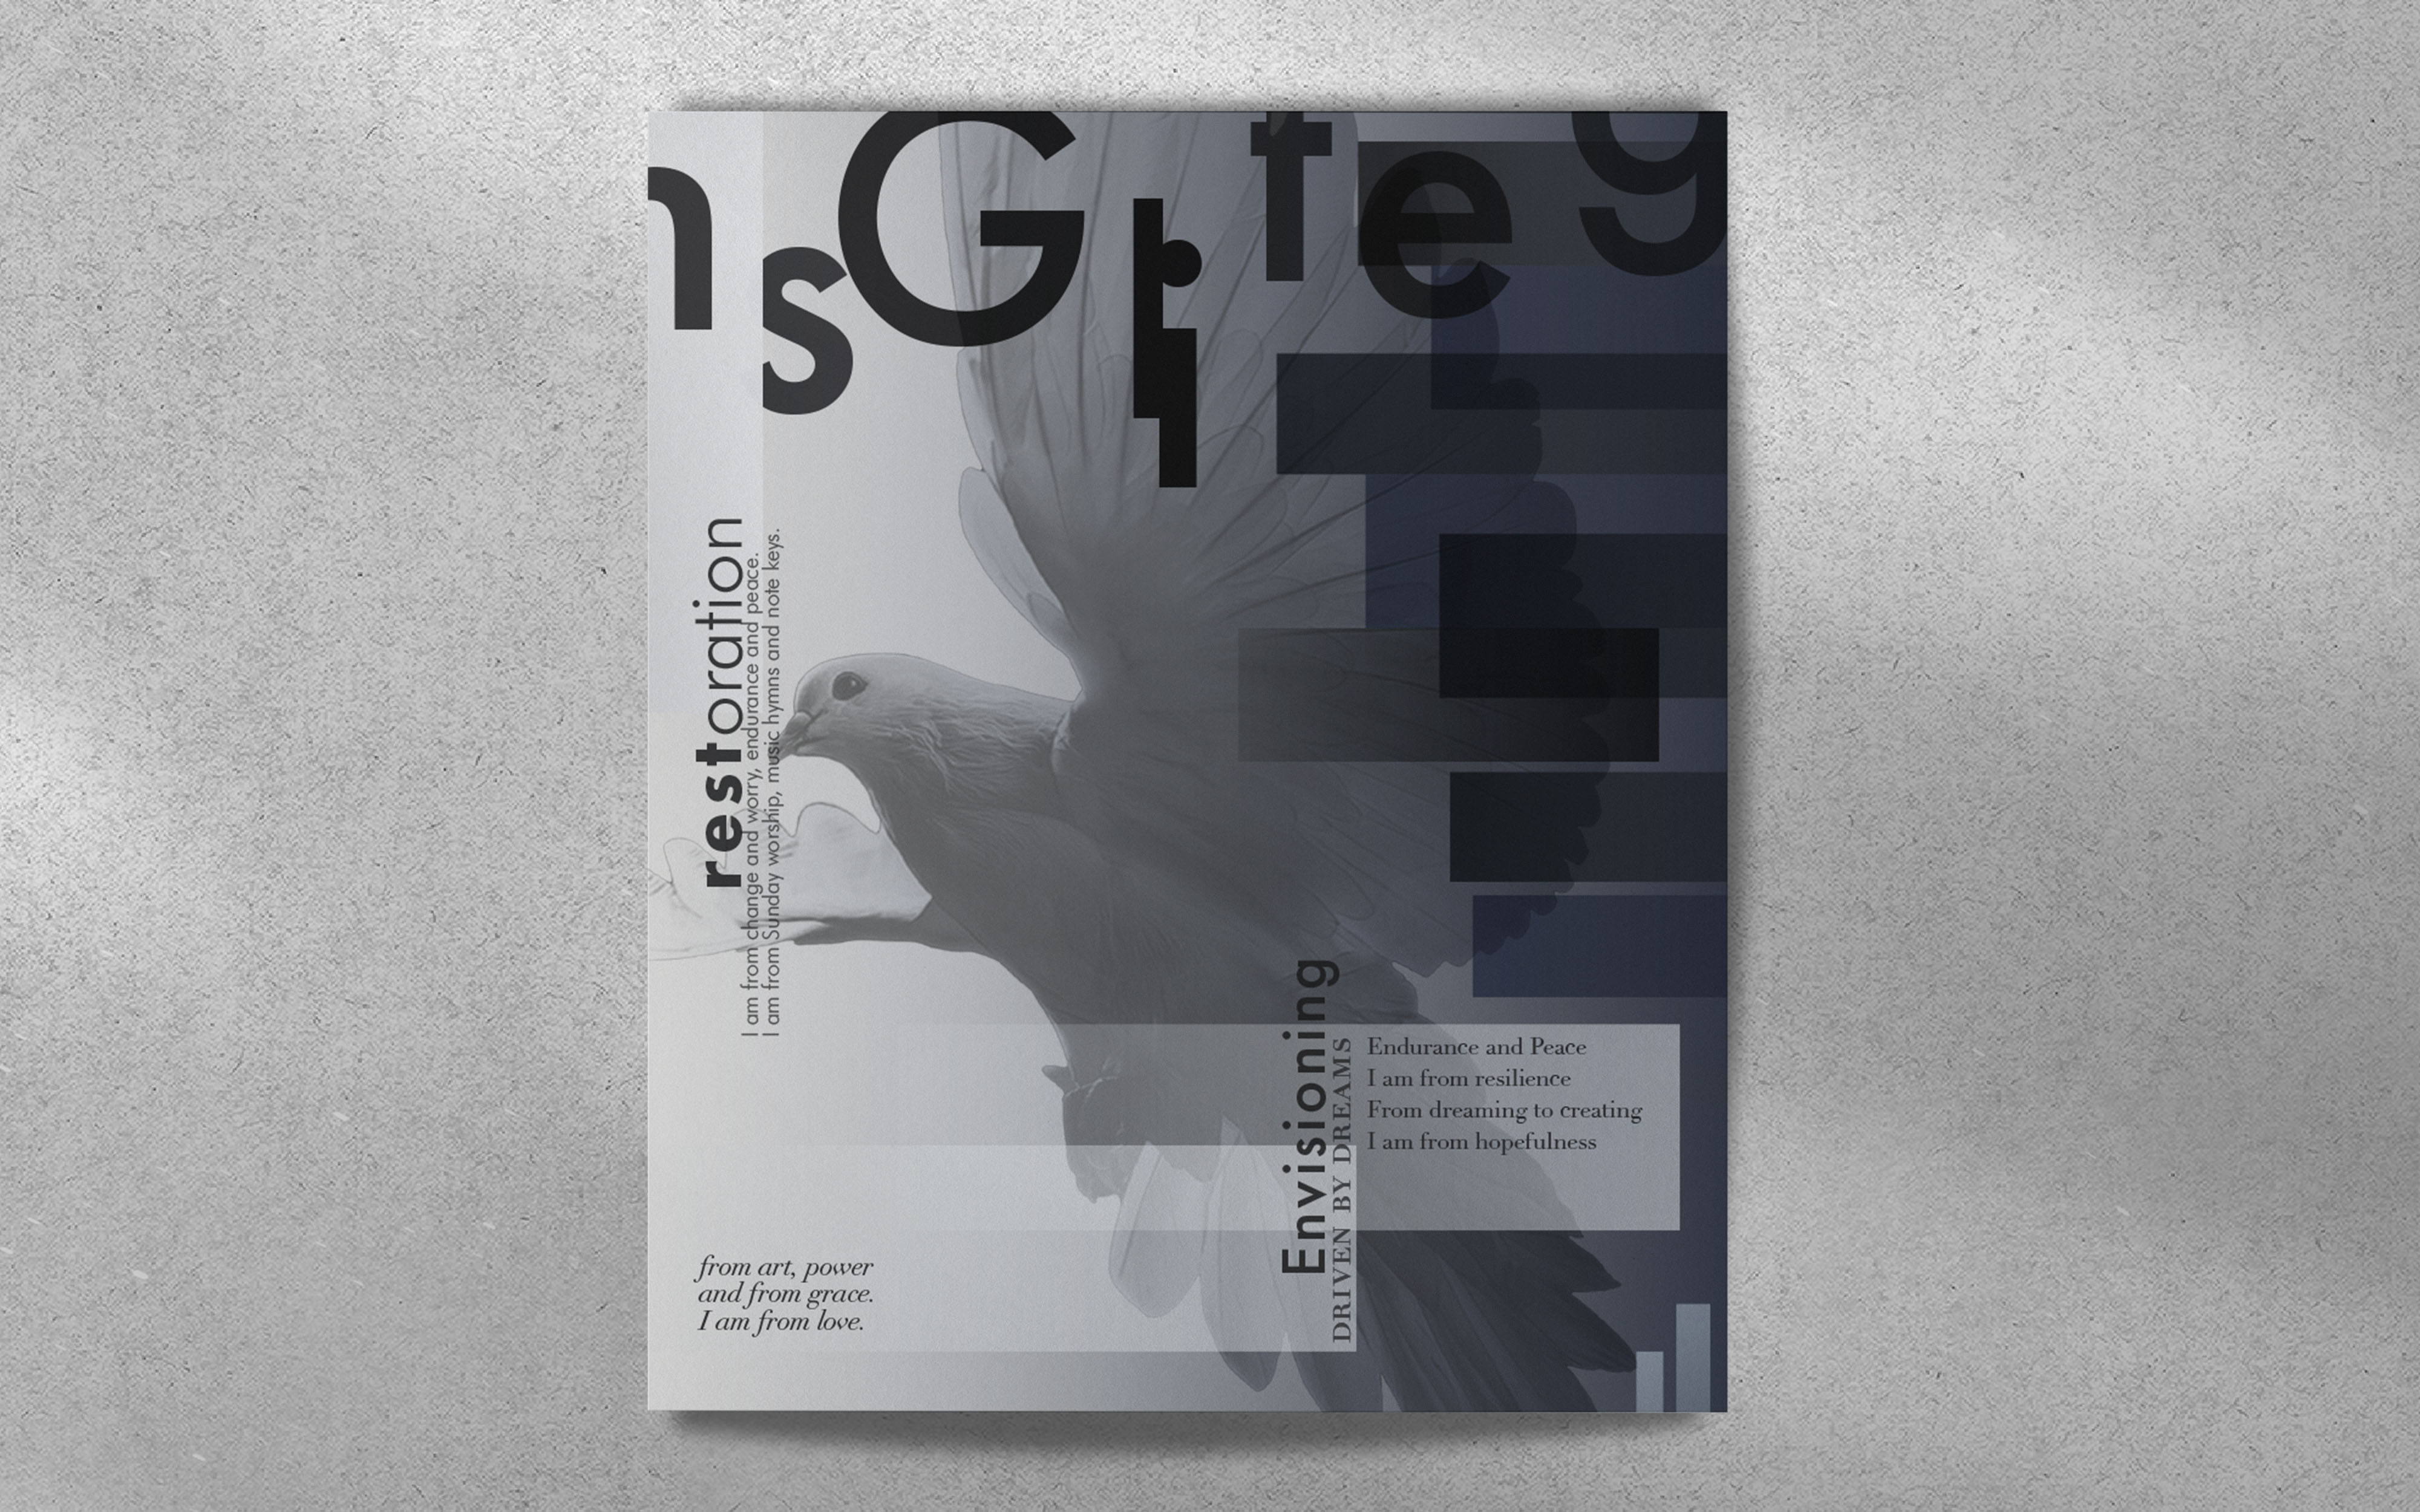 n
s
G
t
e
g
restoration
I am from change and worry, endurance and peace.
I am from Sunday worship, music hymns and note keys.
Envisioning
DRIVEN BY DREAMS
Endurance and Peace
I am from resilience
From dreaming to creating
I am from hopefulness
from art, power
and from grace.
I am from love.